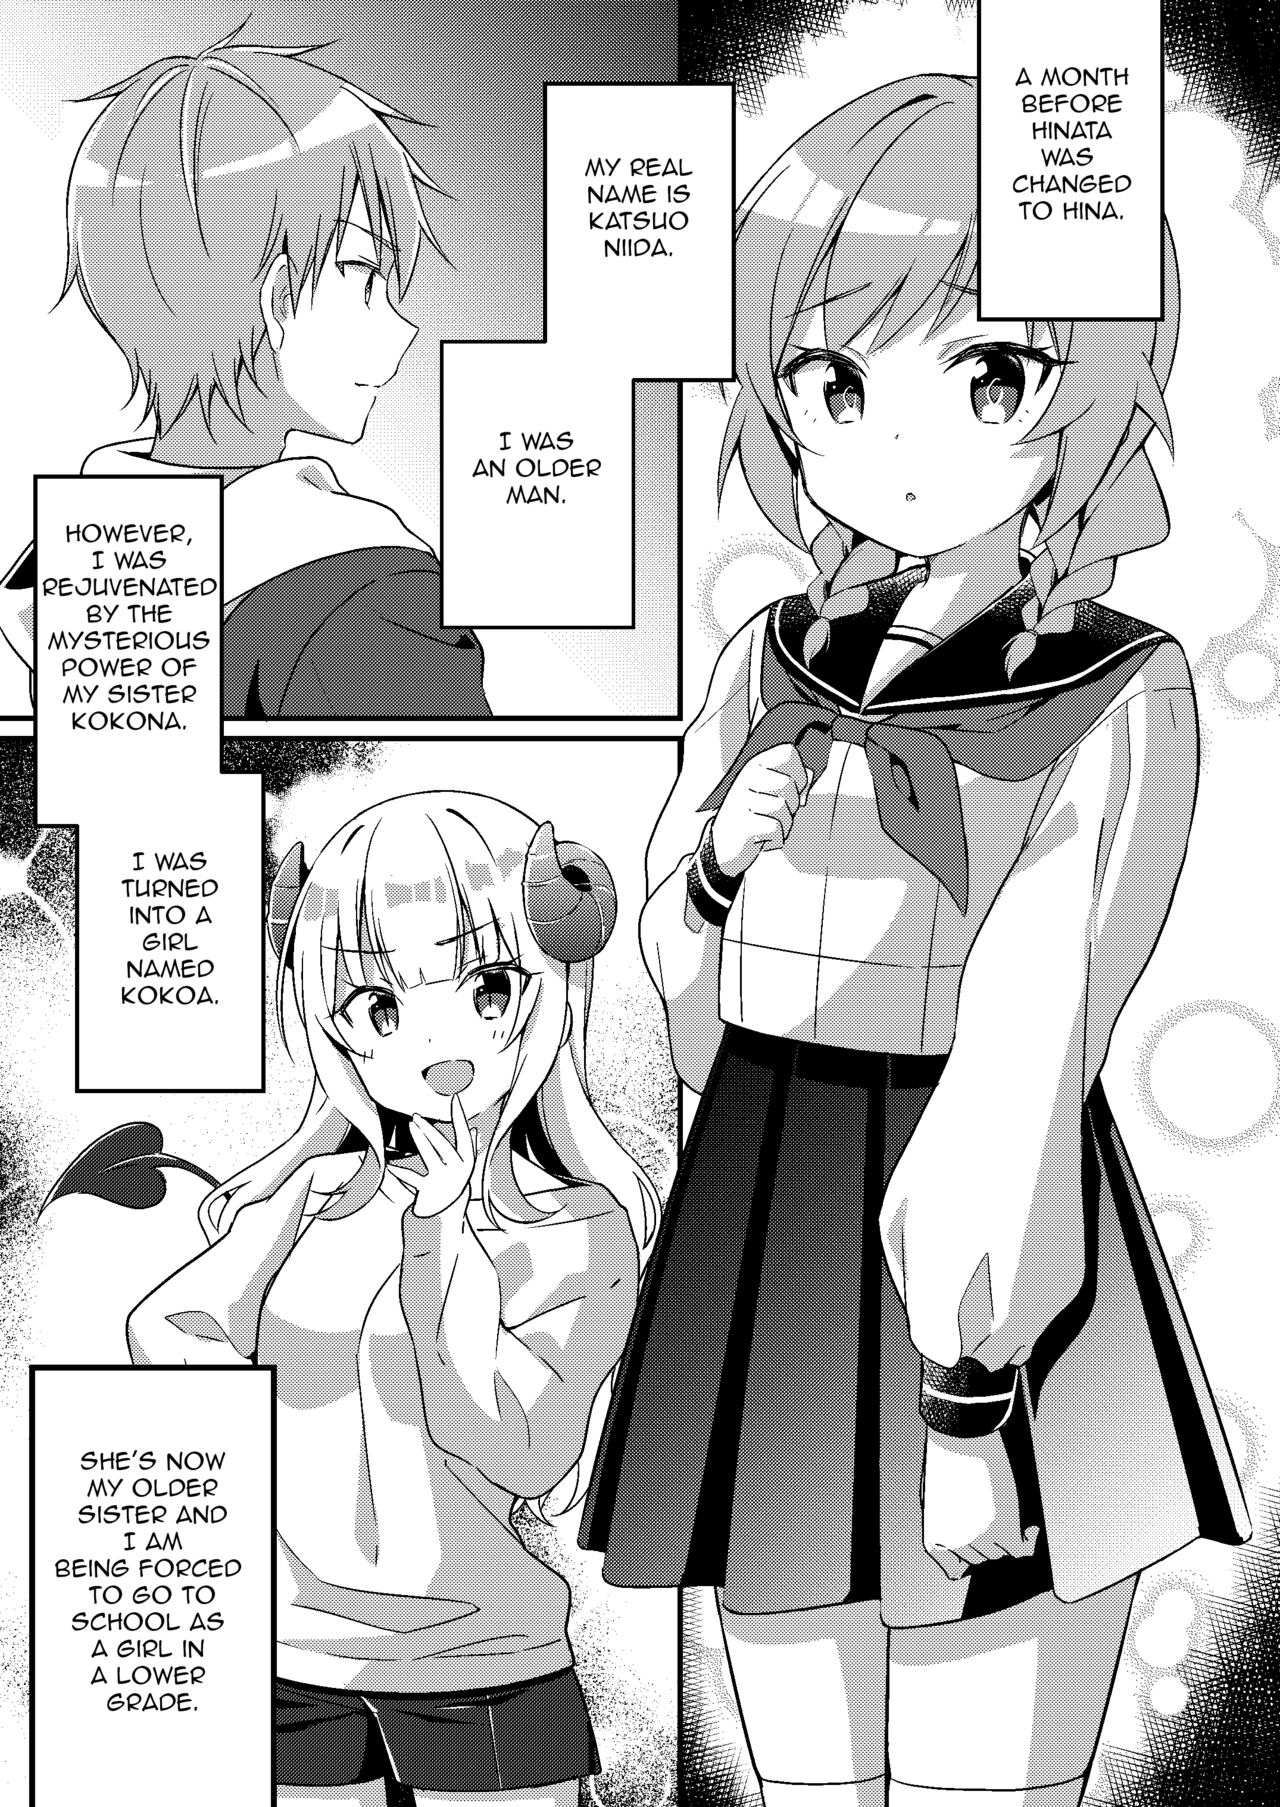 A MONTH
BEFORE
HINATA
WAS
CHANGED
TO HINA.
MY REAL
NAME IS
KATSUO
NIIDA.
I WAS
AN OLDER
MAN.
HOWEVER,
I WAS
REJUVENATED
BY THE
MYSTERIOUS
POWER OF
MY SISTER
KOKONA.
I WAS
TURNED
INTO A
GIRL
NAMED
KOKOA.
SHE'S NOW
MY OLDER
SISTER AND
I AM
BEING FORCED
TO GO TO
SCHOOL AS
A GIRL IN
A LOWER
GRADE.